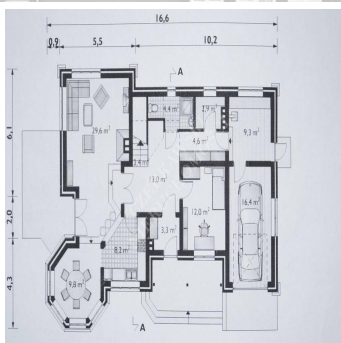 16,6
0,9
5,5
10,2
A
6,1
2,0
4,3
29,6 m²
4,4 m²
2,9 m²
9,3 m²
4,6 m²
2,4 m²
13,0 m²
12,0 m²
16,4 m²
3,3 m²
8,2 m²
9,8 m²
A